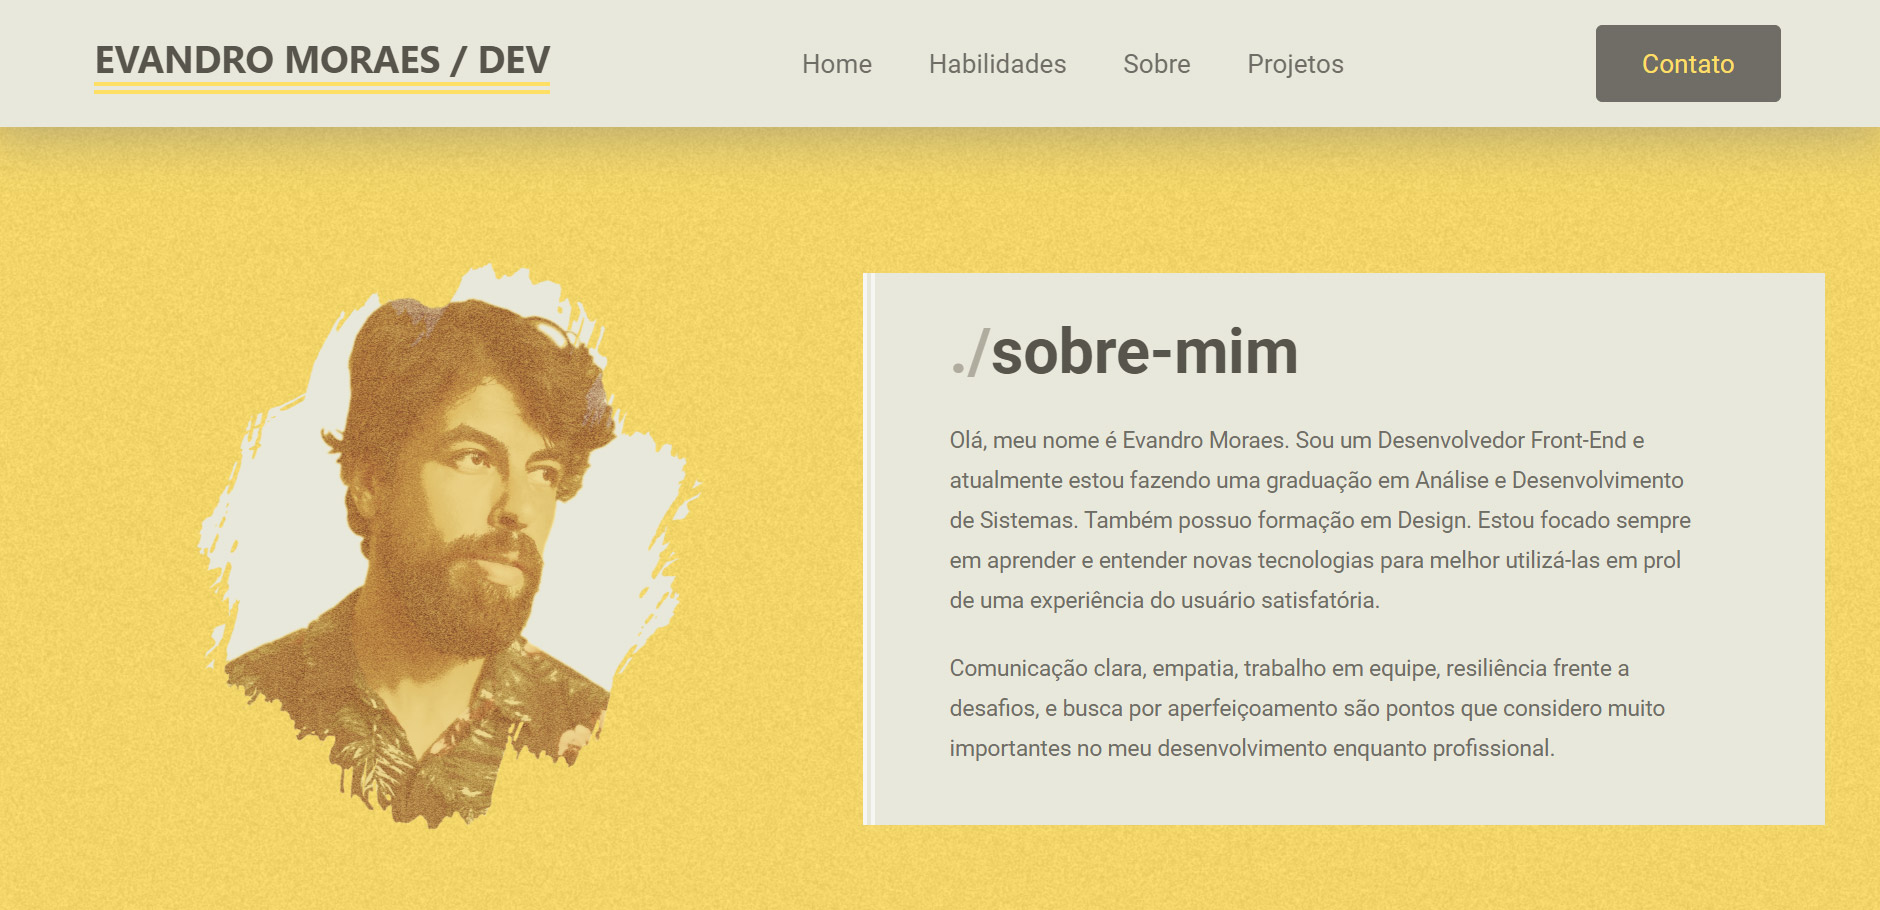 EVANDRO MORAES / DEV
Home
Habilidades
Sobre
Projetos
Contato
./sobre-mim
Olá, meu nome é Evandro Moraes. Sou um Desenvolvedor Front-End e
atualmente estou fazendo uma graduação em Análise e Desenvolvimento
de Sistemas. Também possuo formação em Design. Estou focado sempre
em aprender e entender novas tecnologias para melhor utilizá-las em prol
de uma experiência do usuário satisfatória.
Comunicação clara, empatia, trabalho em equipe, resiliência frente a
desafios, e busca por aperfeiçoamento são pontos que considero muito
importantes no meu desenvolvimento enquanto profissional.